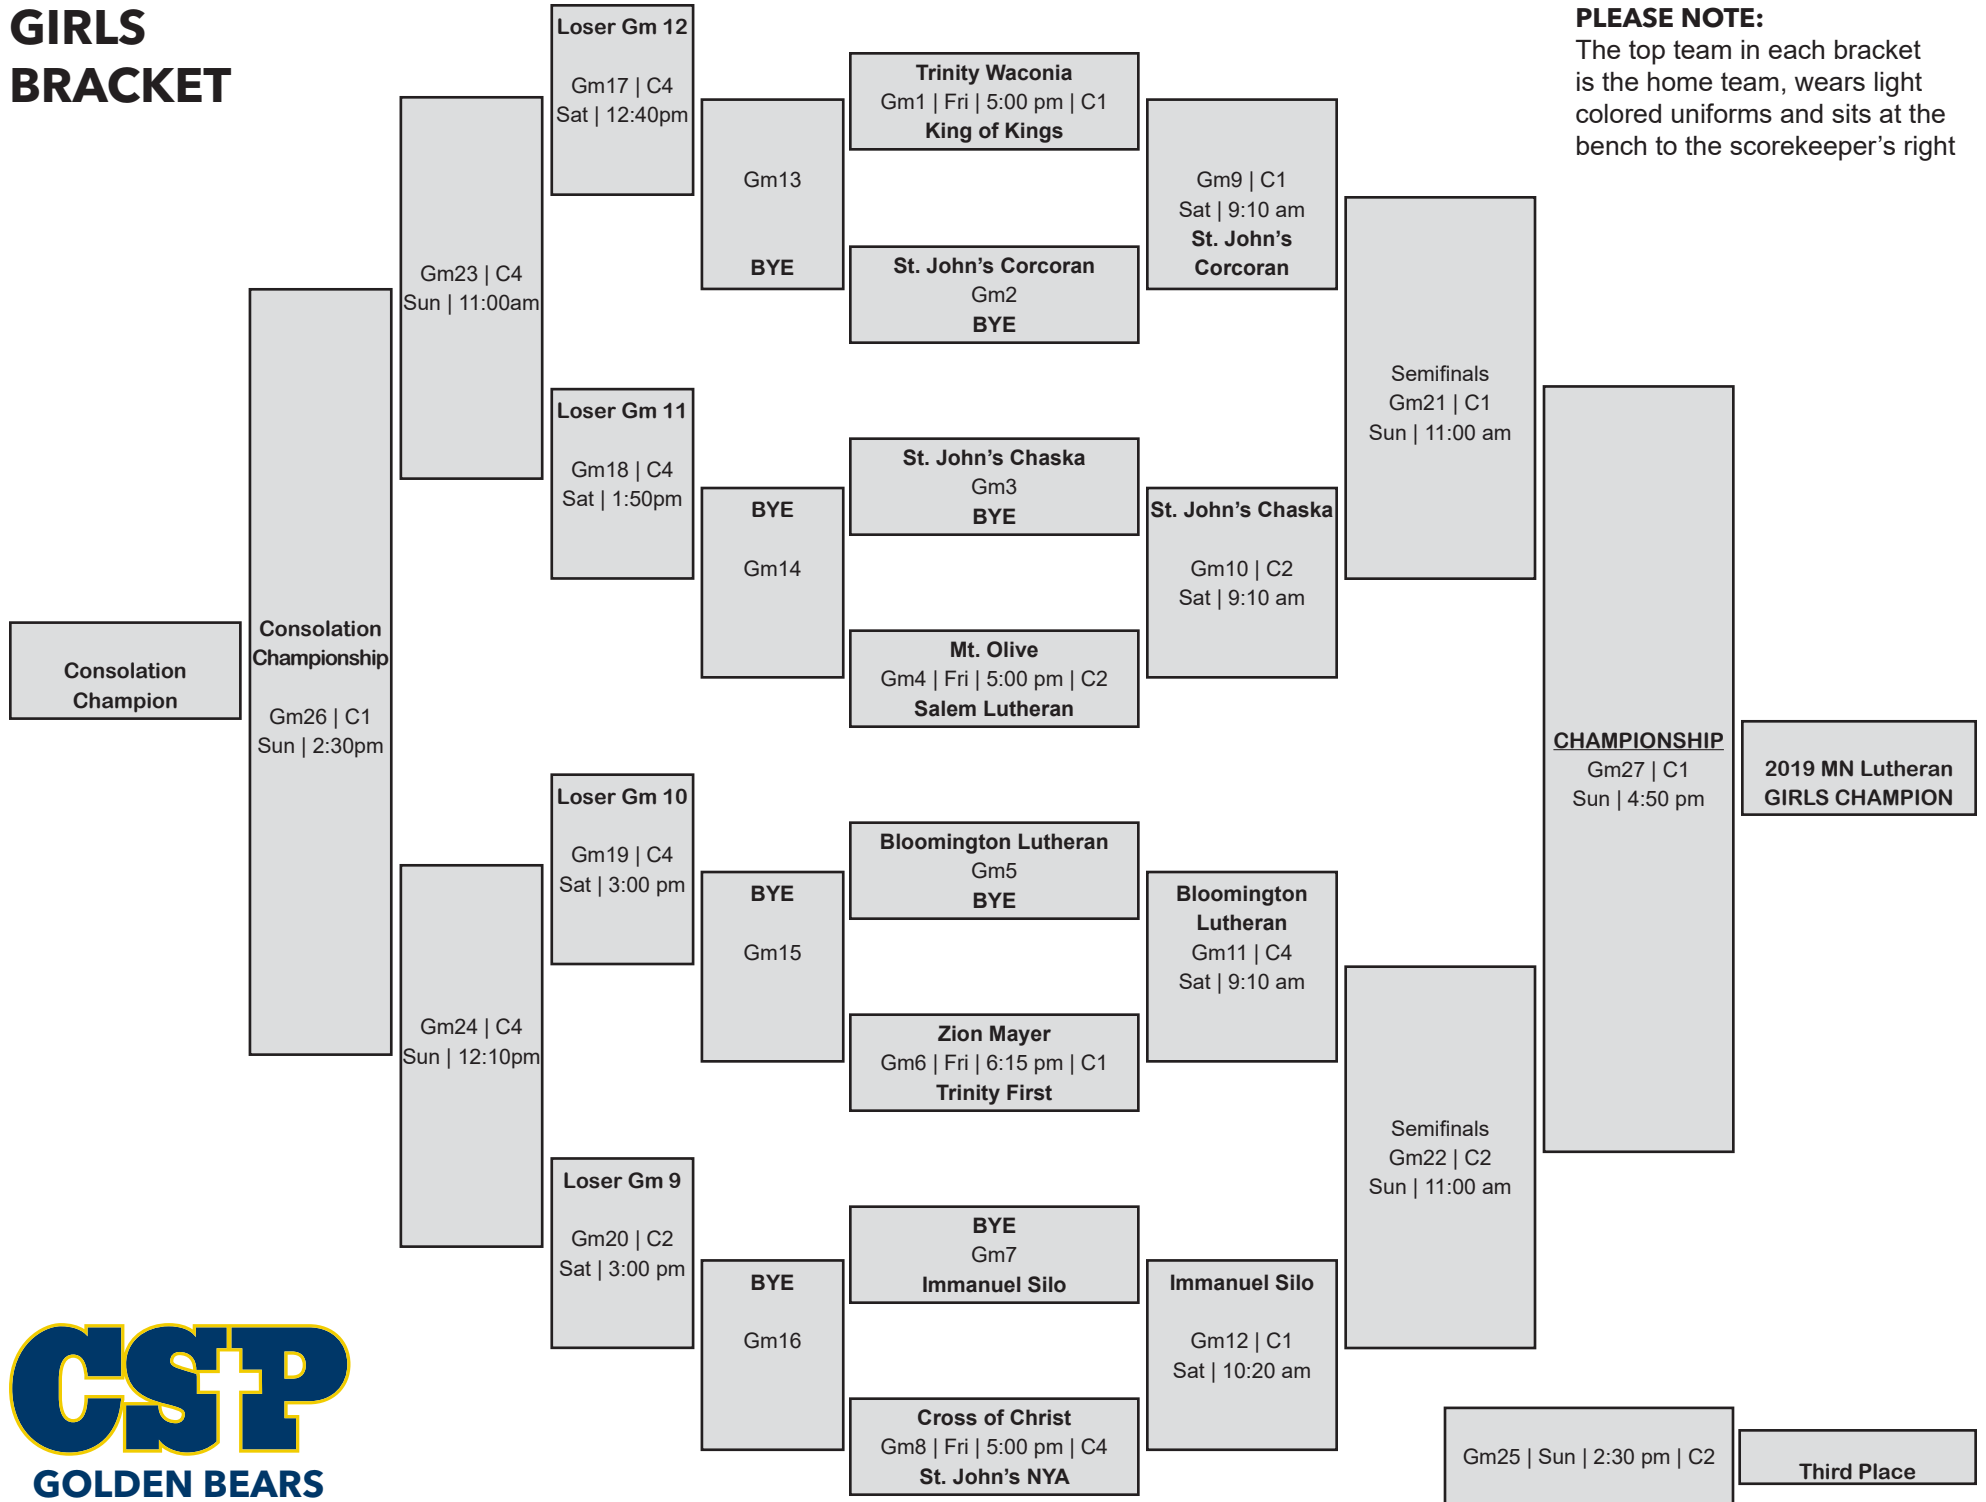 GIRLS
BRACKET
PLEASE NOTE:
The top team in each bracket
is the home team, wears light
colored uniforms and sits at the
bench to the scorekeeper’s right
Consolation
Champion
Consolation
Championship
Gm26 | C1
Sun | 2:30pm
Gm23 | C4
Sun | 11:00am
Gm24 | C4
Sun | 12:10pm
Loser Gm 12
Gm17 | C4
Sat | 12:40pm
Loser Gm 11
Gm18 | C4
Sat | 1:50pm
Loser Gm 10
Gm19 | C4
Sat | 3:00 pm
Loser Gm 9
Gm20 | C2
Sat | 3:00 pm
Gm13
BYE
BYE
Gm14
BYE
Gm15
BYE
Gm16
Trinity Waconia
Gm1 | Fri | 5:00 pm | C1
King of Kings
St. John’s Corcoran
Gm2
BYE
St. John’s Chaska
Gm3
BYE
Mt. Olive
Gm4 | Fri | 5:00 pm | C2
Salem Lutheran
Bloomington Lutheran
Gm5
BYE
Zion Mayer
Gm6 | Fri | 6:15 pm | C1
Trinity First
BYE
Gm7
Immanuel Silo
Cross of Christ
Gm8 | Fri | 5:00 pm | C4
St. John’s NYA
Gm9 | C1
Sat | 9:10 am
St. John’s
Corcoran
St. John’s Chaska
Gm10 | C2
Sat | 9:10 am
Bloomington
Lutheran
Gm11 | C4
Sat | 9:10 am
Immanuel Silo
Gm12 | C1
Sat | 10:20 am
Semifinals
Gm21 | C1
Sun | 11:00 am
Semifinals
Gm22 | C2
Sun | 11:00 am
CHAMPIONSHIP
Gm27 | C1
Sun | 4:50 pm
2019 MN Lutheran
GIRLS CHAMPION
Gm25 | Sun | 2:30 pm | C2
Third Place
CSP
GOLDEN BEARS